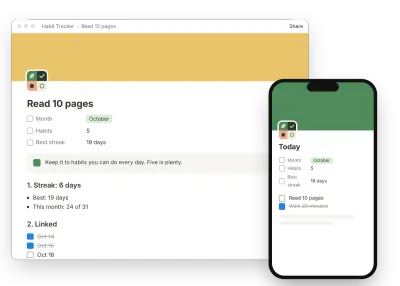 Habit Tracker / Read 10 pages
Share
Read 10 pages
Month October
Habits 5
Best streak 19 days
Keep it to habits you can do every day. Five is plenty.
1. Streak: 6 days
Best: 19 days
This month: 24 of 31
2. Linked
Oct 14
Oct 15
Oct 16
Today
Month October
Habits 5
Best
streak 19 days
Read 10 pages
Walk 20 minutes